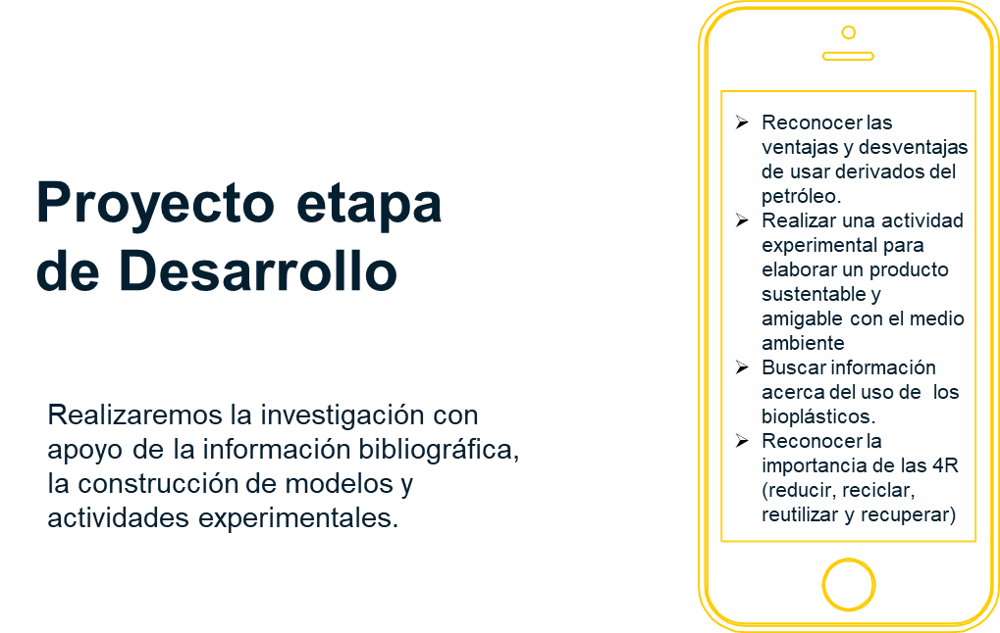 Proyecto etapa
de Desarrollo
Realizaremos la investigación con
apoyo de la información bibliográfica,
la construcción de modelos y
actividades experimentales.
➢ Reconocer las
ventajas y desventajas
de usar derivados del
petróleo.
➢ Realizar una actividad
experimental para
elaborar un producto
sustentable y
amigable con el medio
ambiente
➢ Buscar información
acerca del uso de los
bioplásticos.
➢ Reconocer la
importancia de las 4R
(reducir, reciclar,
reutilizar y recuperar)